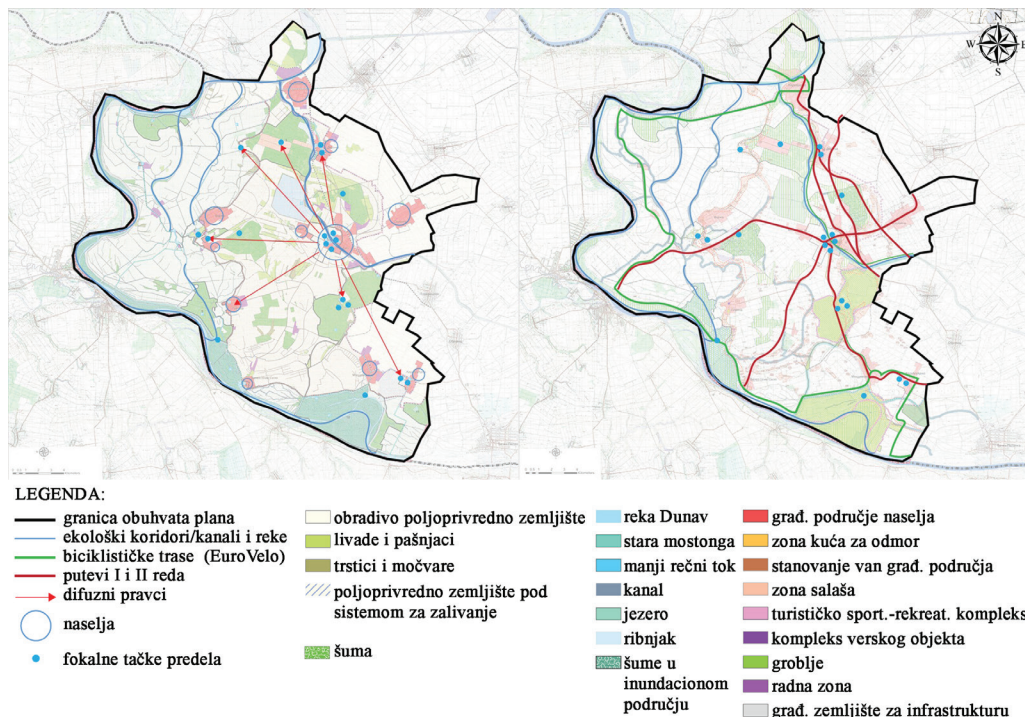 N
W
E
S
LEGENDA:
granica obuhvata plana
ekološki koridori/kanali i reke
biciklističke trase (EuroVelo)
putevi I i II reda
difuzni pravci
naselja
fokalne tačke predela
obradivo poljoprivredno zemljište
livade i pašnjaci
trstici i močvare
poljoprivredno zemljište pod
sistemom za zalivanje
šuma
reka Dunav
stara mostonga
manji rečni tok
kanal
jezero
ribnjak
šume u
inundacionom
području
građ. područje naselja
zona kuća za odmor
stanovanje van građ. područja
zona salaša
turističko sport.-rekreat. kompleks
kompleks verskog objekta
groblje
radna zona
građ. zemljište za infrastrukturu